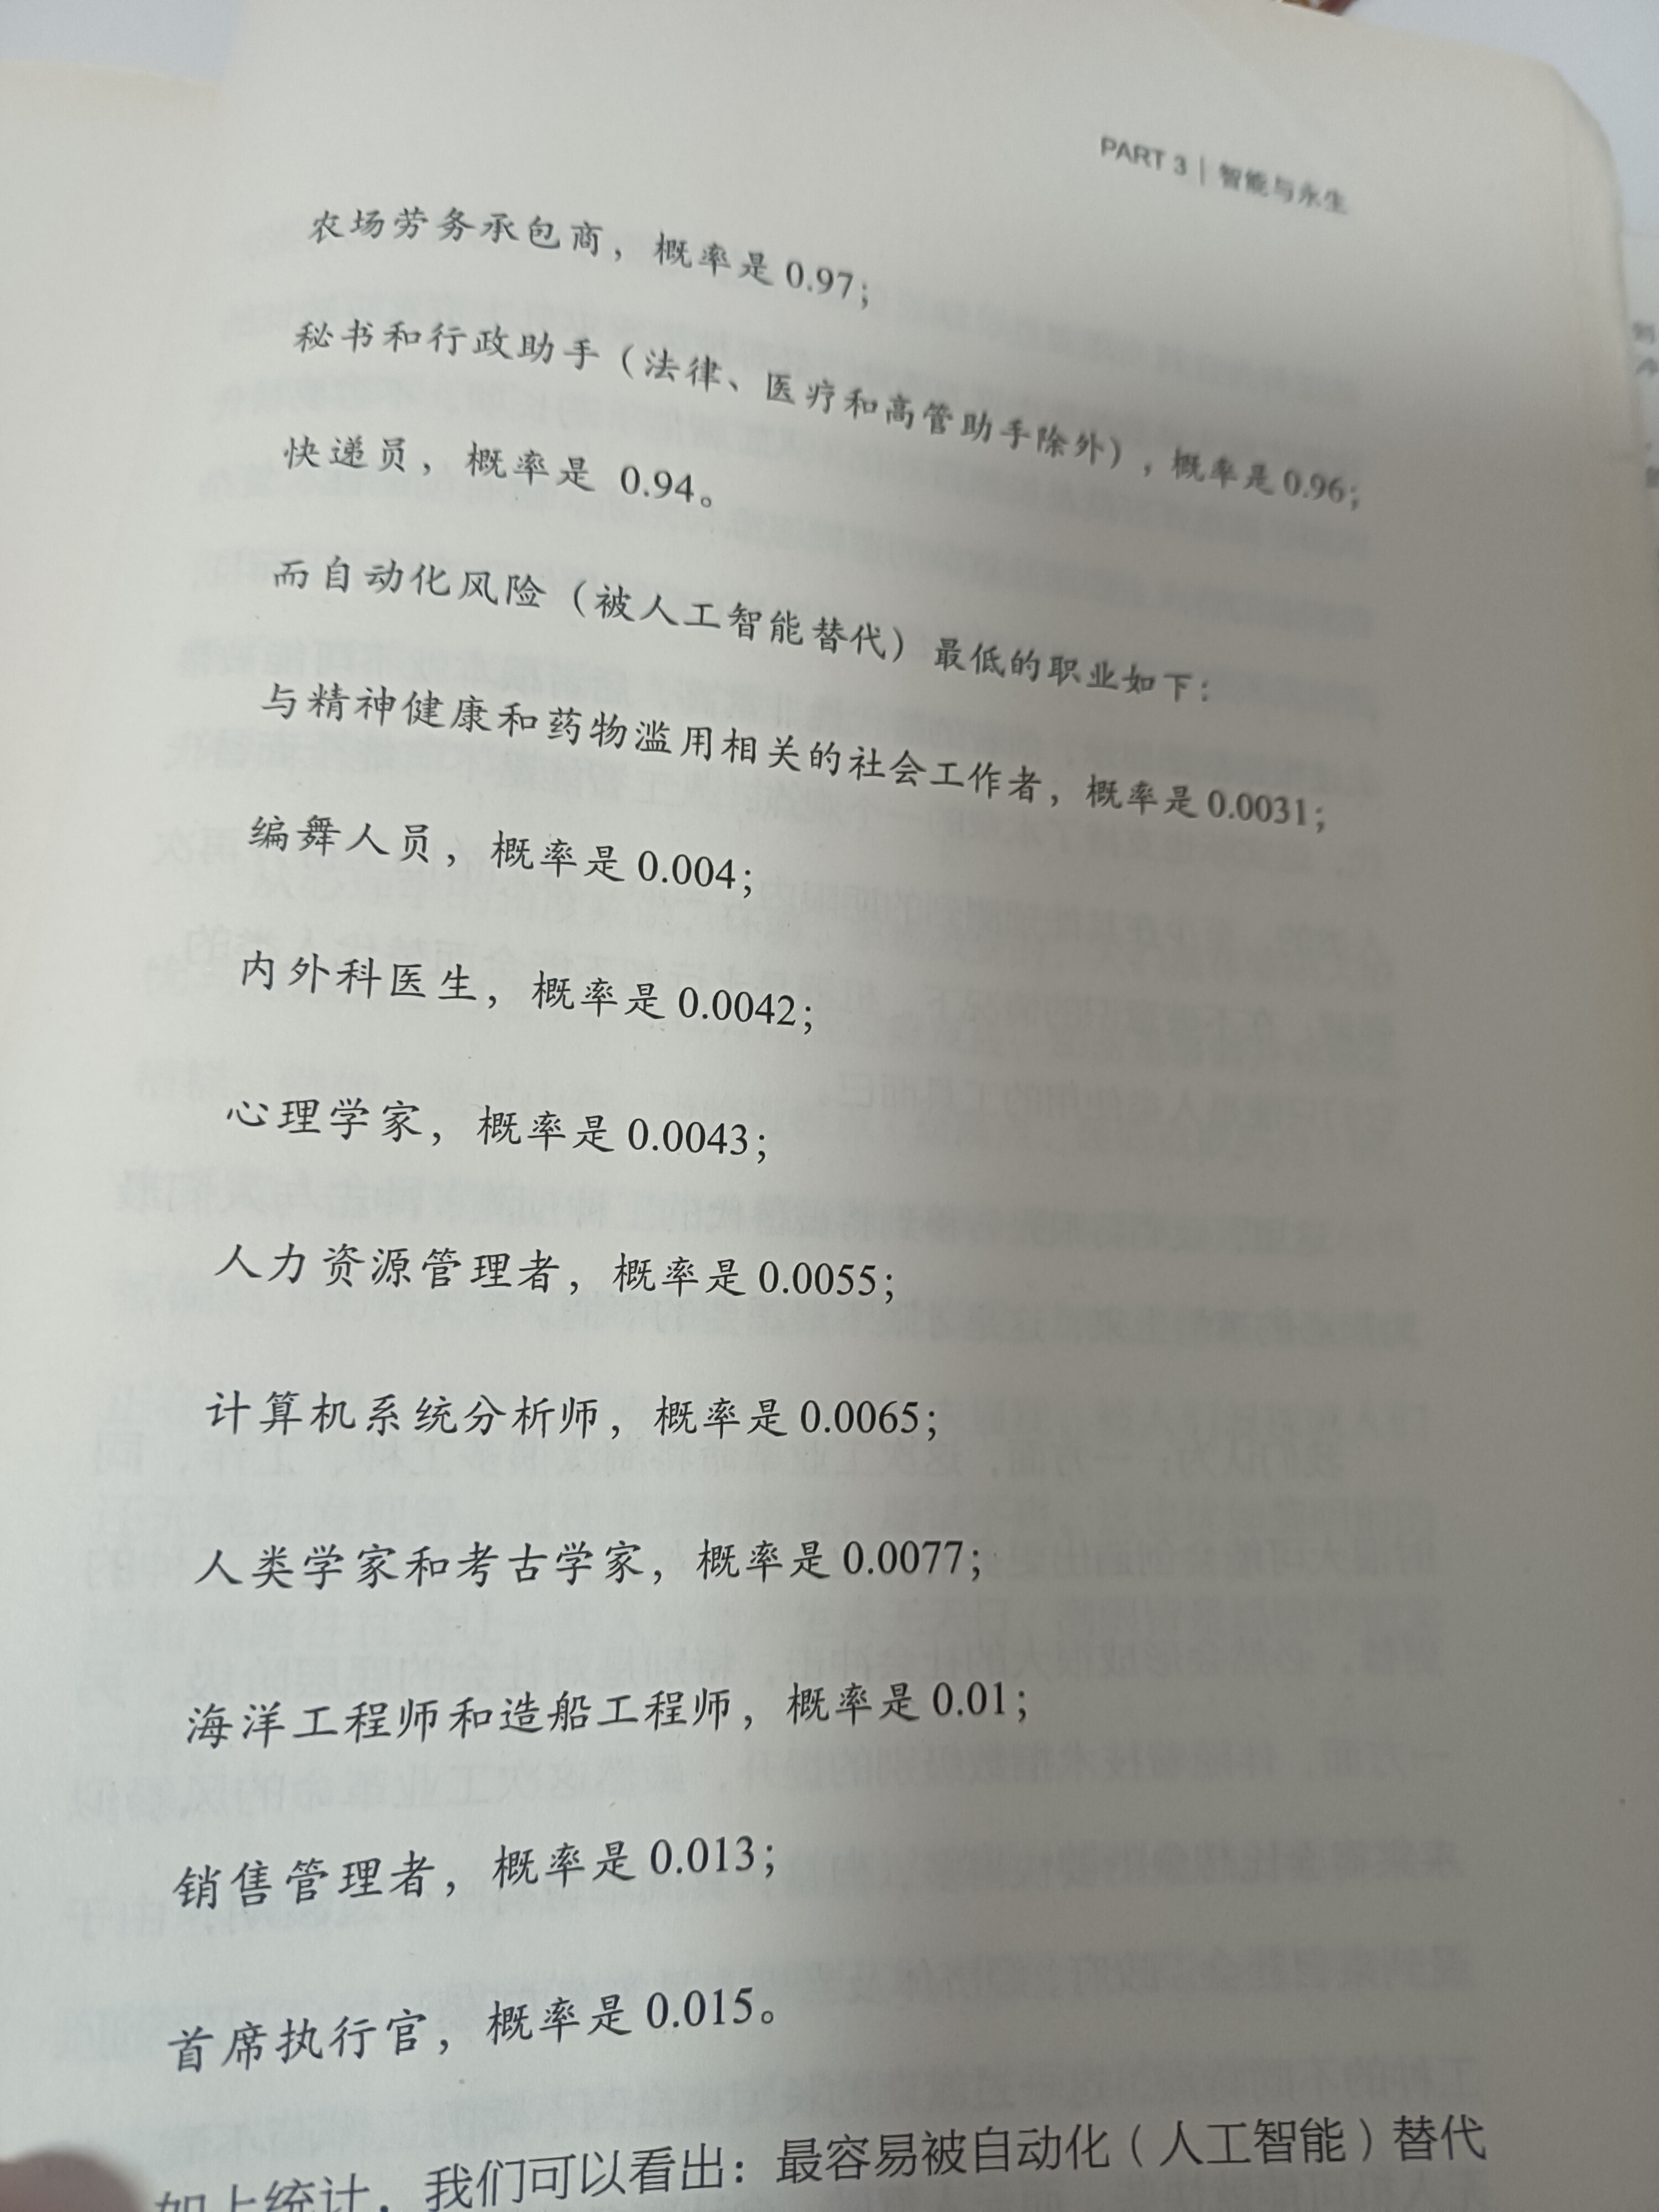 PART 3 | 智能与永生
农场劳务承包商，概率是 0.97；
秘书和行政助手（法律、医疗和高管助手除外），概率是 0.96；
快递员，概率是 0.94。
而自动化风险（被人工智能替代）最低的职业如下：
与精神健康和药物滥用相关的社会工作者，概率是 0.0031；
编舞人员，概率是 0.004；
内外科医生，概率是 0.0042；
心理学家，概率是 0.0043；
人力资源管理者，概率是 0.0055；
计算机系统分析师，概率是 0.0065；
人类学家和考古学家，概率是 0.0077；
海洋工程师和造船工程师，概率是 0.01；
销售管理者，概率是 0.013；
首席执行官，概率是 0.015。
如上统计，我们可以看出：最容易被自动化（人工智能）替代